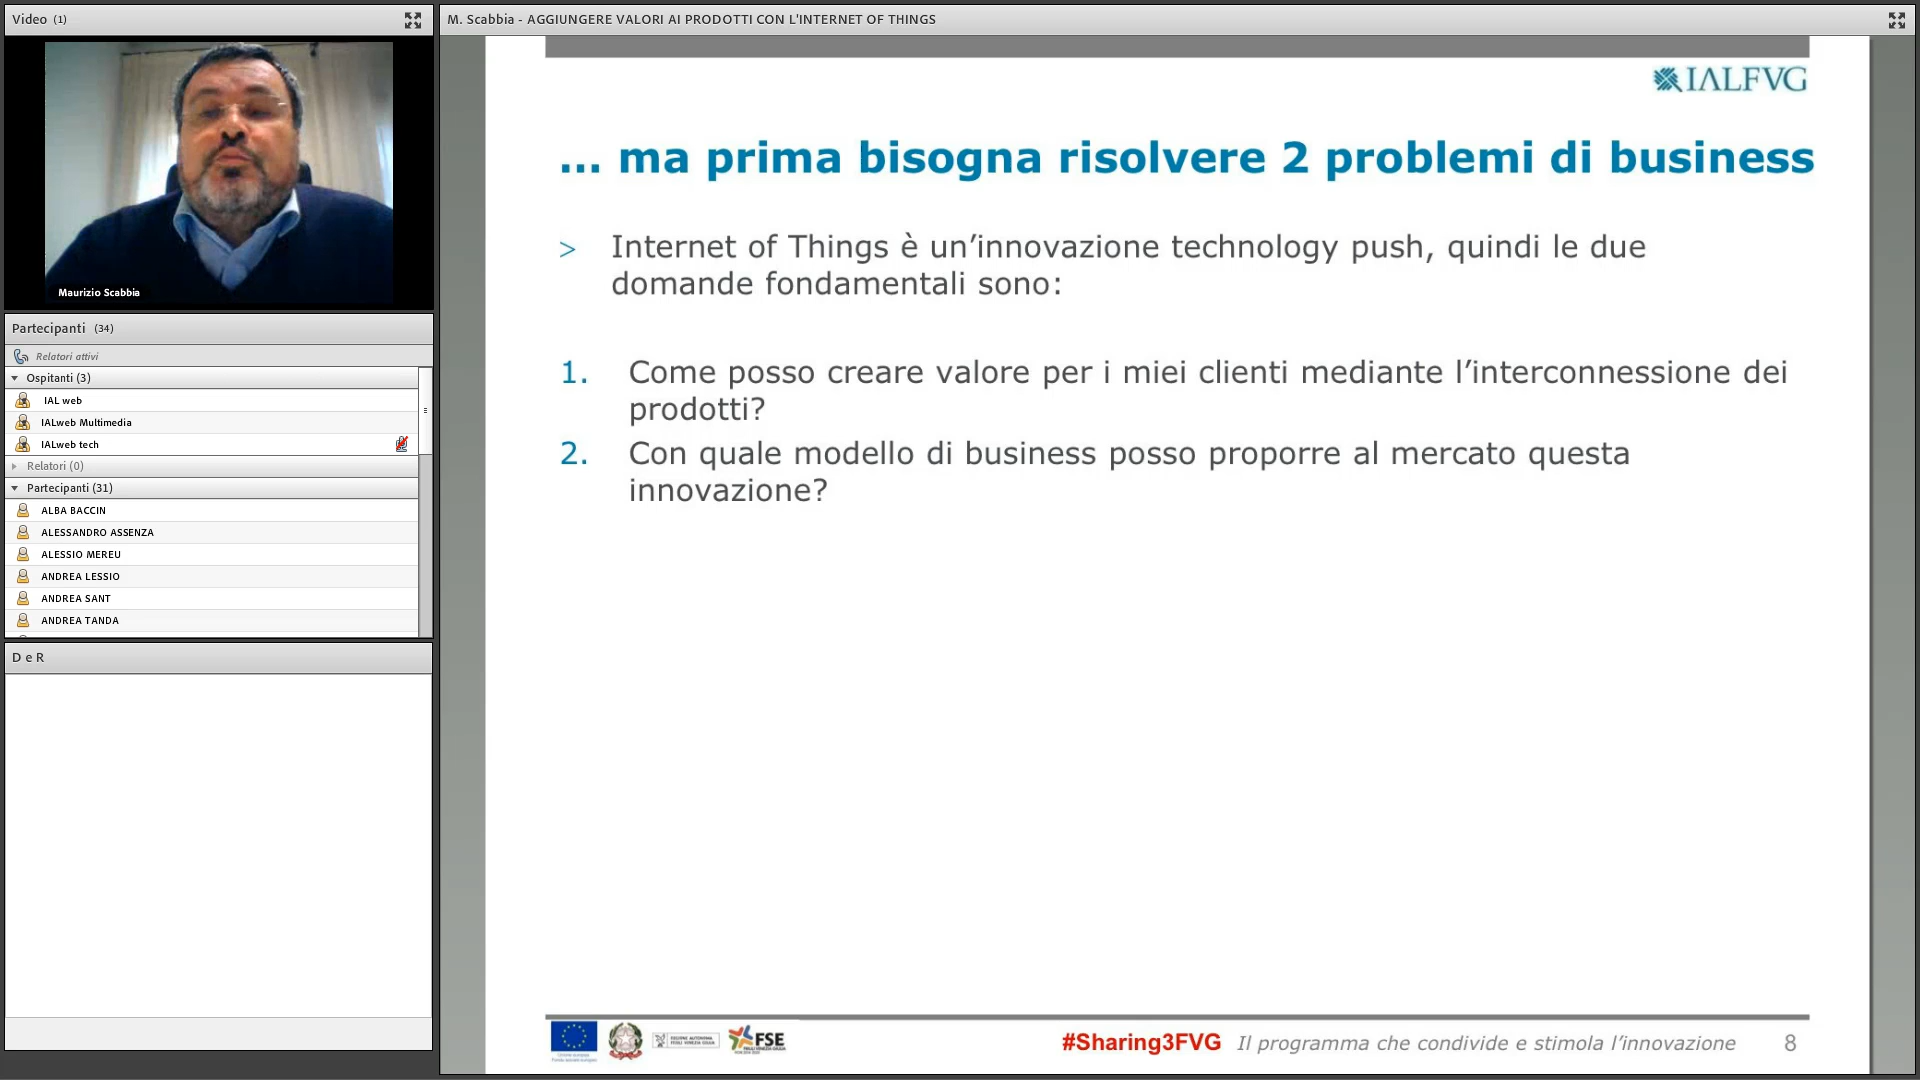 Video (1)
Maurizio Scabbia
Partecipanti (34)
Relatori attivi
Ospitanti (3)
IAL web
IALweb Multimedia
IALweb tech
Relatori (0)
Partecipanti (31)
ALBA BACCIN
ALESSANDRO ASSENZA
ALESSIO MEREU
ANDREA LESSIO
ANDREA SANT
ANDREA TANDA
D e R
M. Scabbia - AGGIUNGERE VALORI AI PRODOTTI CON L'INTERNET OF THINGS
IALFVG
... ma prima bisogna risolvere 2 problemi di business
> Internet of Things è un’innovazione technology push, quindi le due
domande fondamentali sono:
1. Come posso creare valore per i miei clienti mediante l’interconnessione dei
prodotti?
2. Con quale modello di business posso proporre al mercato questa
innovazione?
FSE
#Sharing3FVG Il programma che condivide e stimola l’innovazione 8